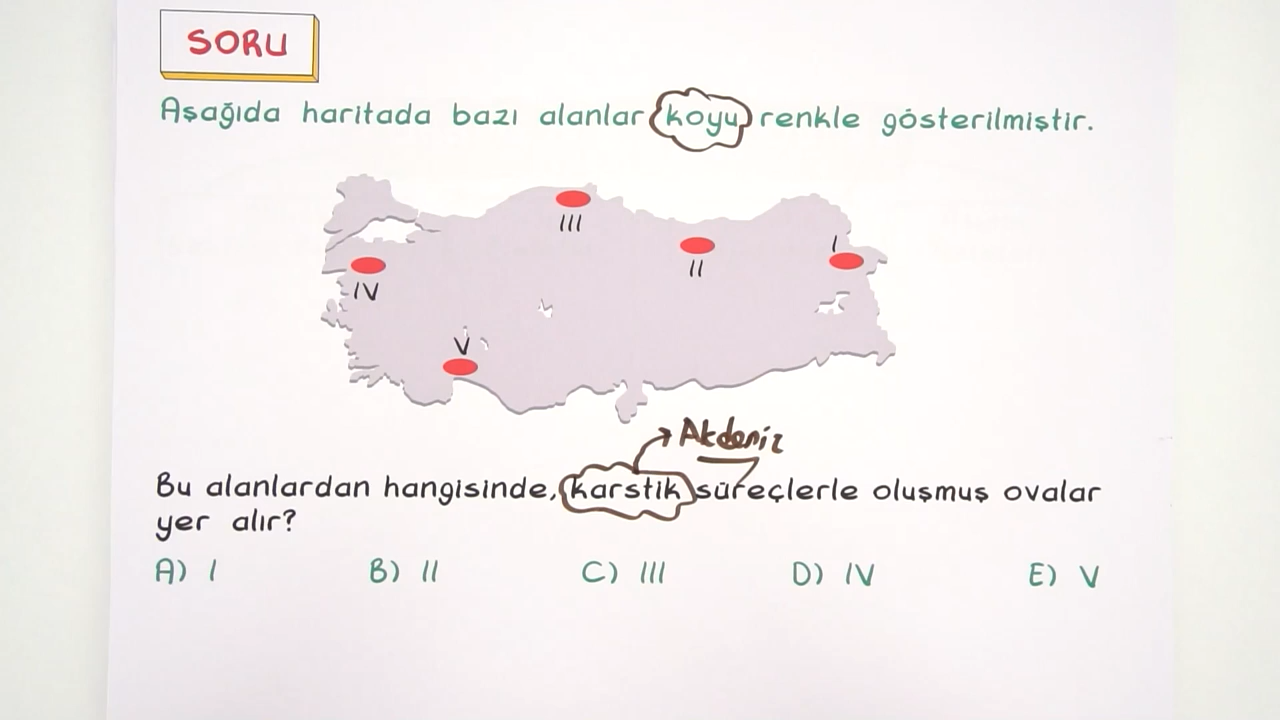 SORU
Aşağıda haritada bazı alanlar koyu renkle gösterilmiştir.
III
I
II
IV
V
Akdeniz
Bu alanlardan hangisinde, karstik süreçlerle oluşmuş ovalar
yer alır?
A) I B) II C) III D) IV E) V